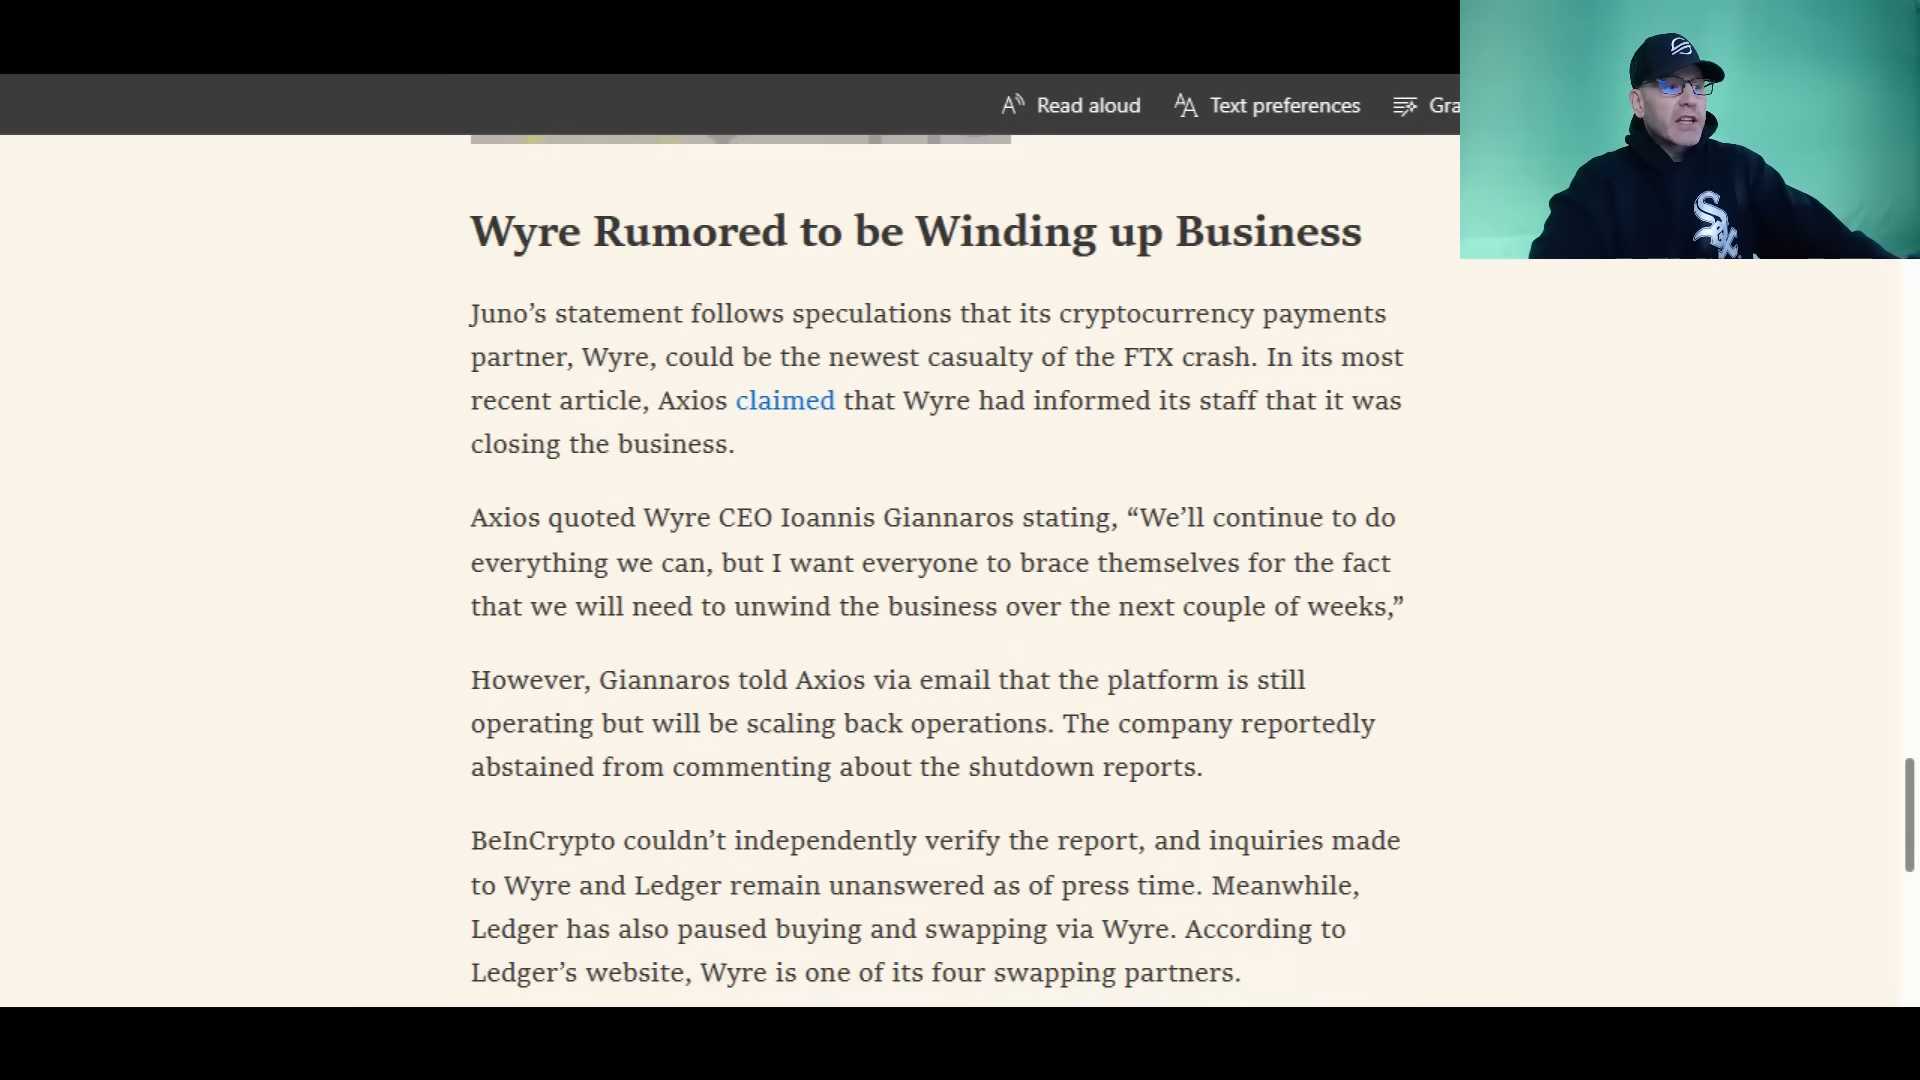 Read aloud
Text preferences
Gra
Wyre Rumored to be Winding up Business
Juno’s statement follows speculations that its cryptocurrency payments
partner, Wyre, could be the newest casualty of the FTX crash. In its most
recent article, Axios claimed that Wyre had informed its staff that it was
closing the business.
Axios quoted Wyre CEO Ioannis Giannaros stating, “We’ll continue to do
everything we can, but I want everyone to brace themselves for the fact
that we will need to unwind the business over the next couple of weeks,”
However, Giannaros told Axios via email that the platform is still
operating but will be scaling back operations. The company reportedly
abstained from commenting about the shutdown reports.
BeInCrypto couldn’t independently verify the report, and inquiries made
to Wyre and Ledger remain unanswered as of press time. Meanwhile,
Ledger has also paused buying and swapping via Wyre. According to
Ledger’s website, Wyre is one of its four swapping partners.
Sox